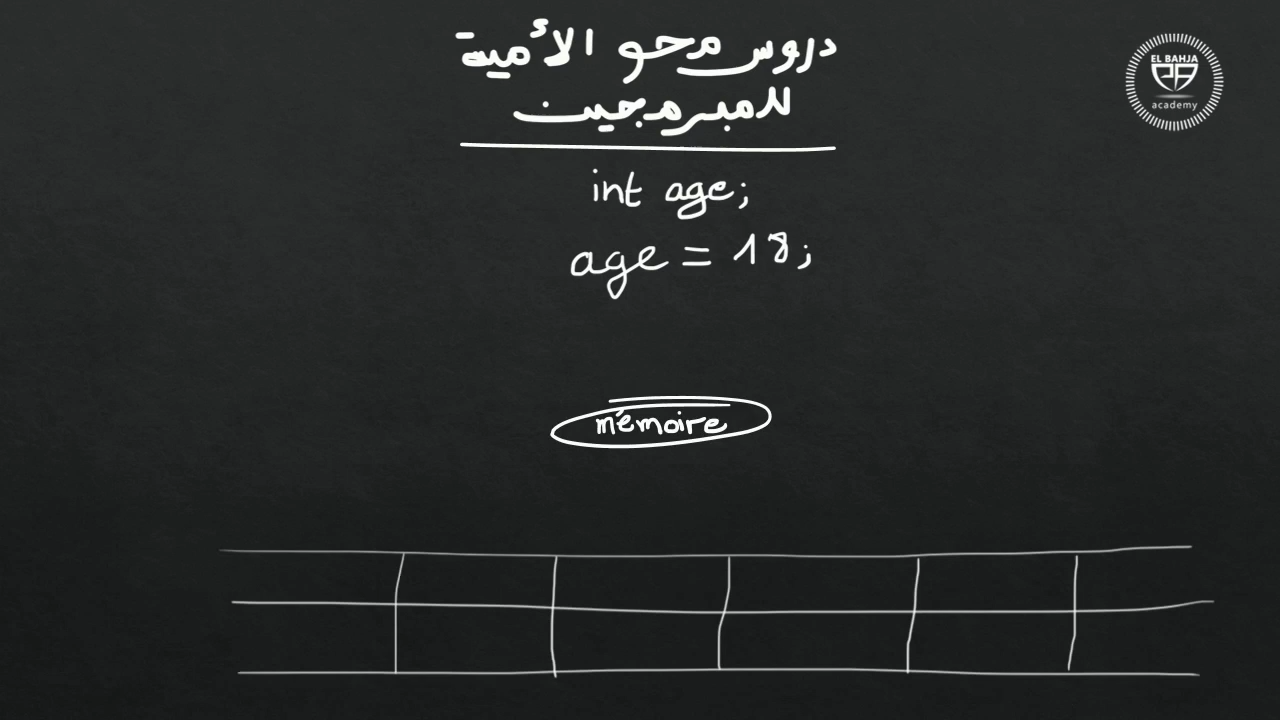 دروس محو الأمية
للمبرمجين
EL BAHJA
academy
int age;
age = 18;
mémoire